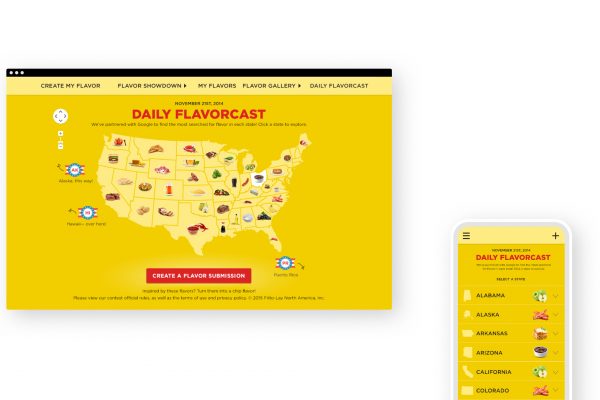 CREATE MY FLAVOR
FLAVOR SHOWDOWN
MY FLAVORS
FLAVOR GALLERY
DAILY FLAVORCAST
NOVEMBER 21ST, 2014
DAILY FLAVORCAST
We've partnered with Google to find the most searched for flavor in each state! Click a state to explore.
AK
Alaska: this way!
HI
Hawaii's over here!
PR
Puerto Rico
CREATE A FLAVOR SUBMISSION
Inspired by these flavors? Turn them into a chip flavor!
Please view our contest official rules, as well as the terms of use and privacy policy. © 2015 Frito-Lay North America, Inc.
NOVEMBER 21ST, 2014
DAILY FLAVORCAST
SELECT A STATE
ALABAMA
ALASKA
ARKANSAS
ARIZONA
CALIFORNIA
COLORADO